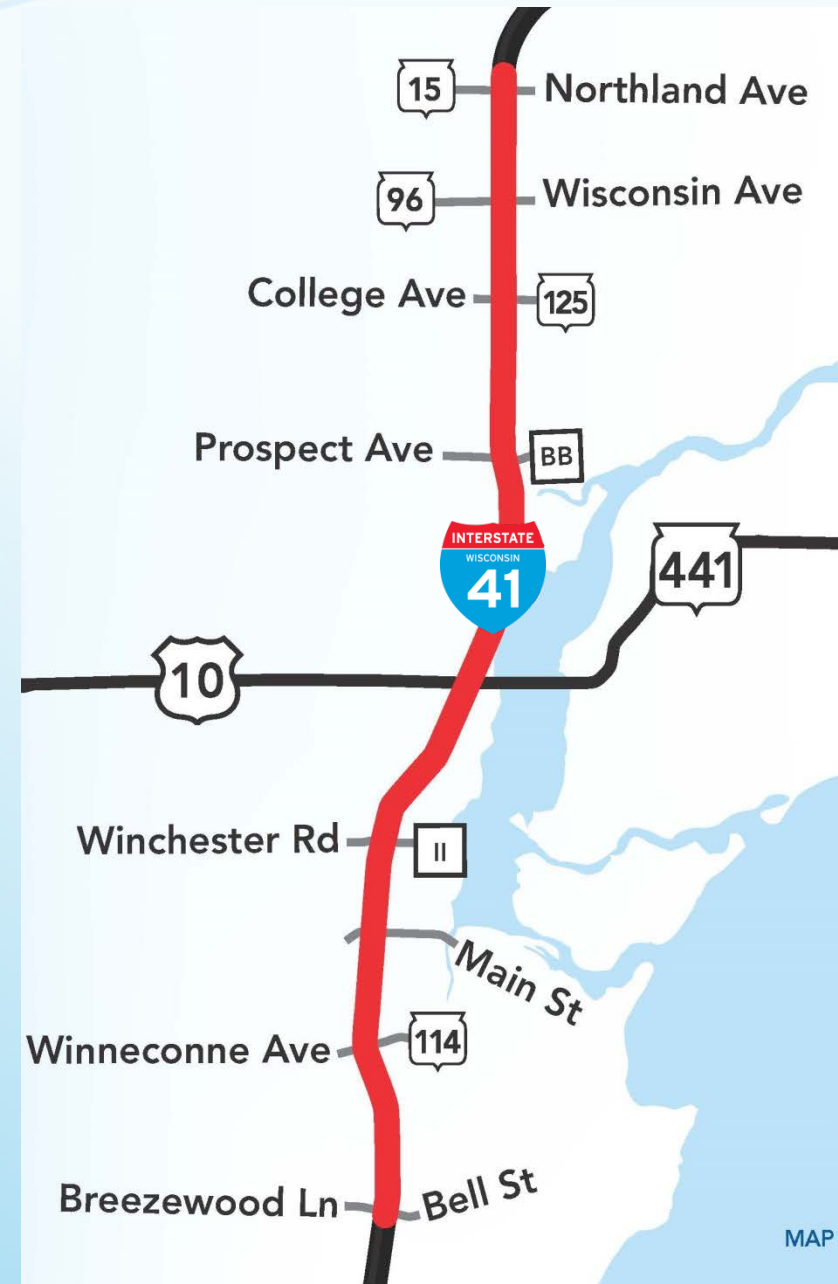 15
Northland Ave
96
Wisconsin Ave
College Ave
125
Prospect Ave
BB
INTERSTATE
WISCONSIN
41
441
10
Winchester Rd
II
Main St
Winneconne Ave
114
Breezewood Ln
Bell St
MAP